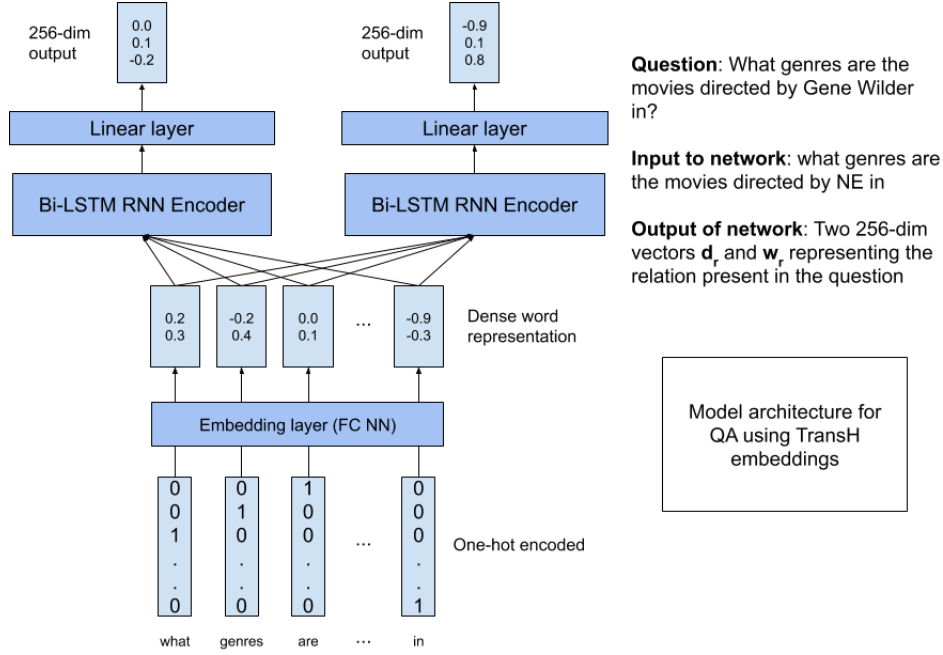 256-dim
output
0.0
0.1
-0.2
256-dim
output
-0.9
0.1
0.8
Linear layer
Linear layer
Bi-LSTM RNN Encoder
Bi-LSTM RNN Encoder
0.2
0.3
-0.2
0.4
0.0
0.1
...
-0.9
-0.3
Dense word
representation
Embedding layer (FC NN)
0
0
1
.
.
0
0
1
0
.
.
0
1
0
0
.
.
0
...
0
0
0
.
.
1
One-hot encoded
what genres are ... in
Question: What genres are the
movies directed by Gene Wilder
in?
Input to network: what genres are
the movies directed by NE in
Output of network: Two 256-dim
vectors d_r and w_r representing the
relation present in the question
Model architecture for
QA using TransH
embeddings